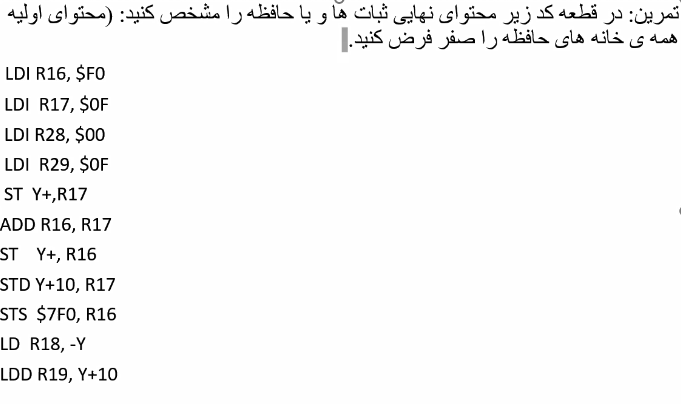 تمرین: در قطعه کد زیر محتوای نهایی ثبات ها و یا حافظه را مشخص کنید: (محتوای اولیه
همه ی خانه های حافظه را صفر فرض کنید.
LDI R16, $F0
LDI R17, $0F
LDI R28, $00
LDI R29, $0F
ST Y+,R17
ADD R16, R17
ST Y+, R16
STD Y+10, R17
STS $7F0, R16
LD R18, -Y
LDD R19, Y+10